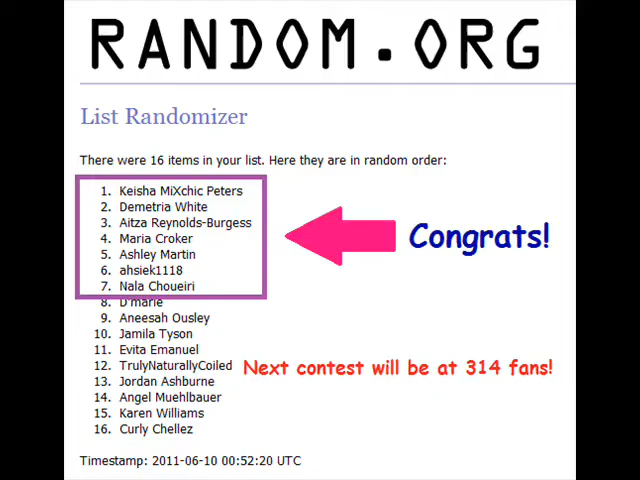 RANDOM.ORG
List Randomizer
There were 16 items in your list. Here they are in random order:
1. Keisha MiXchic Peters
2. Demetria White
3. Aitza Reynolds-Burgess
4. Maria Croker
5. Ashley Martin
6. ahsiek1118
7. Nala Choueiri
8. D'marie
9. Aneesah Ousley
10. Jamila Tyson
11. Evita Emanuel
12. TrulyNaturallyCoiled
13. Jordan Ashburne
14. Angel Muehlbauer
15. Karen Williams
16. Curly Chellez
Congrats!
Next contest will be at 314 fans!
Timestamp: 2011-06-10 00:52:20 UTC